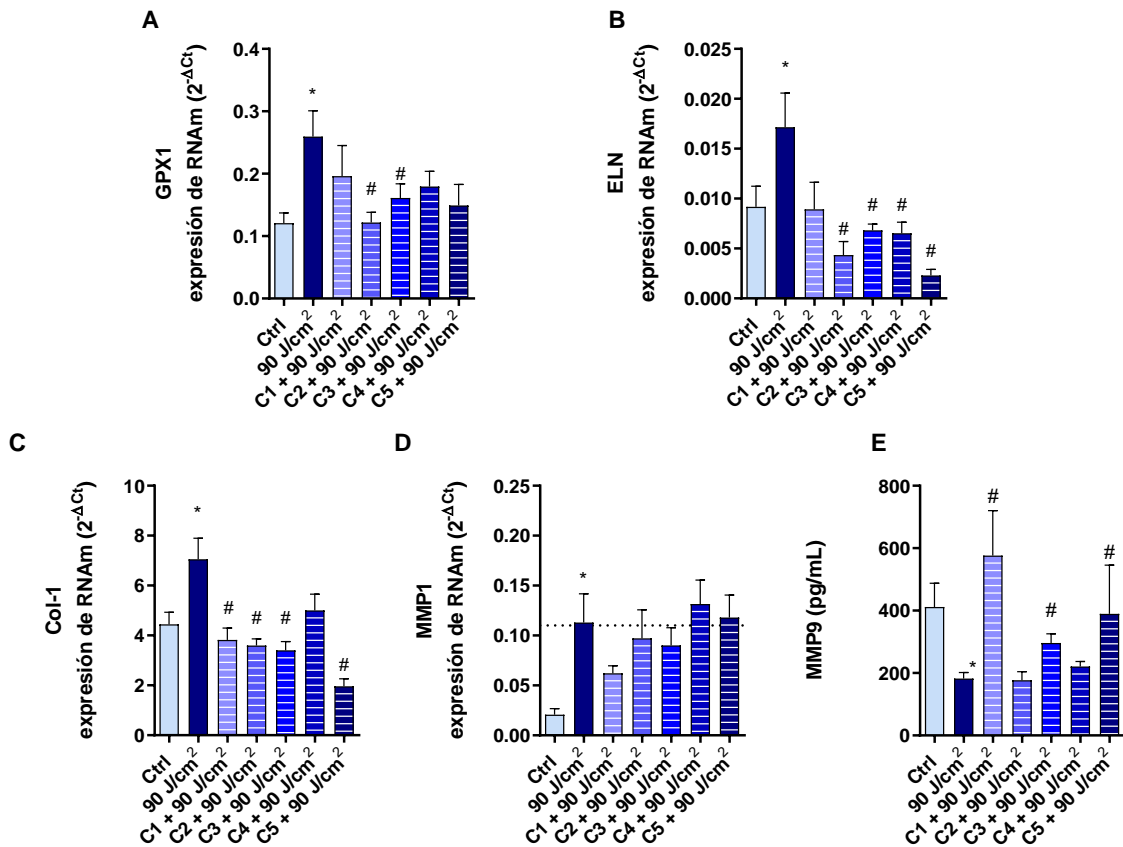 A
GPX1
expresión de RNAm (2^-ΔCt)
0.4
0.3
0.2
0.1
0.0
*
#
#
Ctrl
90 J/cm²
C1 + 90 J/cm²
C2 + 90 J/cm²
C3 + 90 J/cm²
C4 + 90 J/cm²
C5 + 90 J/cm²
B
ELN
expresión de RNAm (2^-ΔCt)
0.025
0.020
0.015
0.010
0.005
0.000
*
#
#
#
#
Ctrl
90 J/cm²
C1 + 90 J/cm²
C2 + 90 J/cm²
C3 + 90 J/cm²
C4 + 90 J/cm²
C5 + 90 J/cm²
C
Col-1
expresión de RNAm (2^-ΔCt)
10
8
6
4
2
0
*
#
#
#
#
Ctrl
90 J/cm²
C1 + 90 J/cm²
C2 + 90 J/cm²
C3 + 90 J/cm²
C4 + 90 J/cm²
C5 + 90 J/cm²
D
MMP1
expresión de RNAm (2^-ΔCt)
0.25
0.20
0.15
0.10
0.05
0.00
*
Ctrl
90 J/cm²
C1 + 90 J/cm²
C2 + 90 J/cm²
C3 + 90 J/cm²
C4 + 90 J/cm²
C5 + 90 J/cm²
E
MMP9 (pg/mL)
800
600
400
200
0
*
#
#
#
Ctrl
90 J/cm²
C1 + 90 J/cm²
C2 + 90 J/cm²
C3 + 90 J/cm²
C4 + 90 J/cm²
C5 + 90 J/cm²